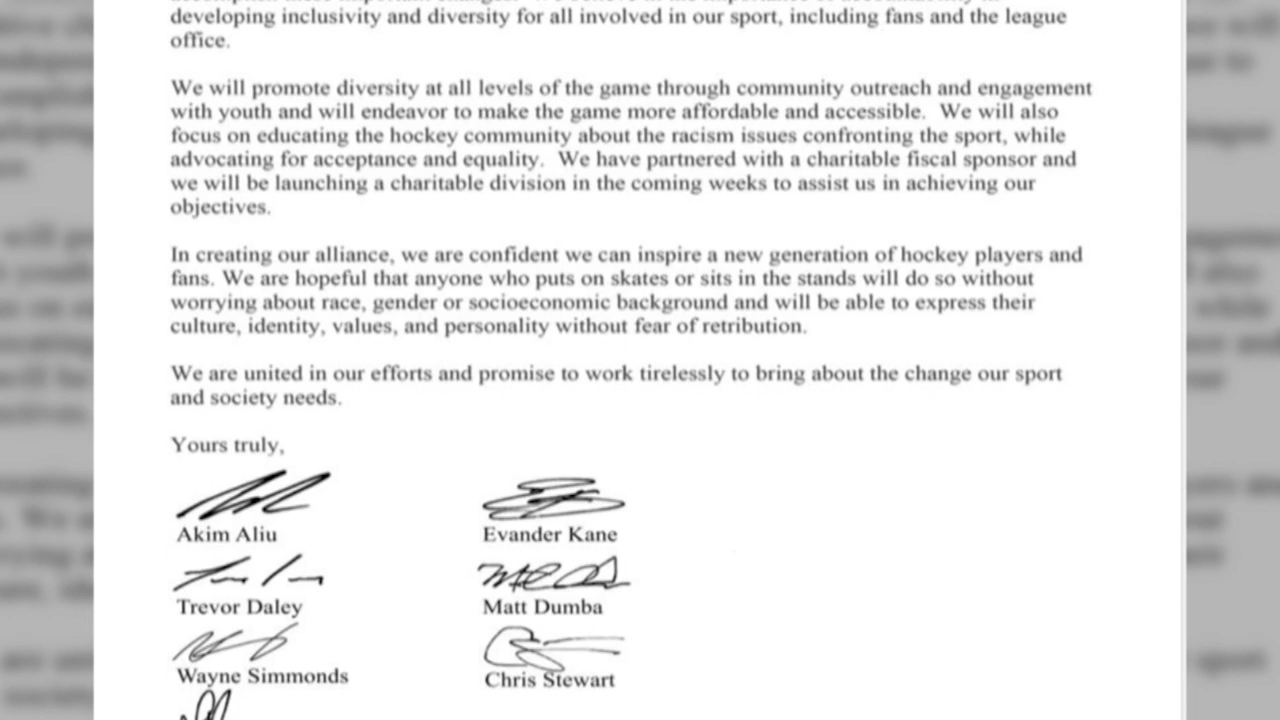 developing inclusivity and diversity for all involved in our sport, including fans and the league
office.
We will promote diversity at all levels of the game through community outreach and engagement
with youth and will endeavor to make the game more affordable and accessible.  We will also
focus on educating the hockey community about the racism issues confronting the sport, while
advocating for acceptance and equality.  We have partnered with a charitable fiscal sponsor and
we will be launching a charitable division in the coming weeks to assist us in achieving our
objectives.
In creating our alliance, we are confident we can inspire a new generation of hockey players and
fans. We are hopeful that anyone who puts on skates or sits in the stands will do so without
worrying about race, gender or socioeconomic background and will be able to express their
culture, identity, values, and personality without fear of retribution.
We are united in our efforts and promise to work tirelessly to bring about the change our sport
and society needs.
Yours truly,
Akim Aliu
Evander Kane
Trevor Daley
Matt Dumba
Wayne Simmonds
Chris Stewart